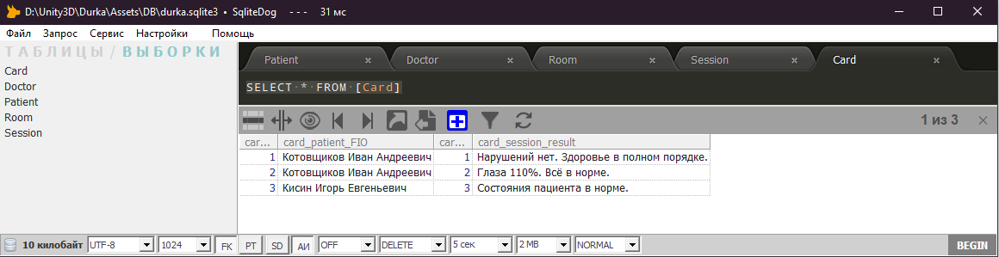 D:\Unity3D\Durka\Assets\DB\durka.sqlite3 • SqliteDog - - - 31 мс
Файл Запрос Сервис Настройки Помощь
ТАБЛИЦЫ/ВЫБОРКИ
Card
Doctor
Patient
Room
Session
Patient × Doctor × Room × Session × Card ×
SELECT * FROM [Card]
1 из 3 ×
car... card_patient_FIO car... card_session_result
1 Котовщиков Иван Андреевич 1 Нарушений нет. Здоровье в полном порядке.
2 Котовщиков Иван Андреевич 2 Глаза 110%. Всё в норме.
3 Кисин Игорь Евгеньевич 3 Состояния пациента в норме.
10 килобайт UTF-8 1024 FK PT SD АИ OFF DELETE 5 сек 2 MB NORMAL BEGIN